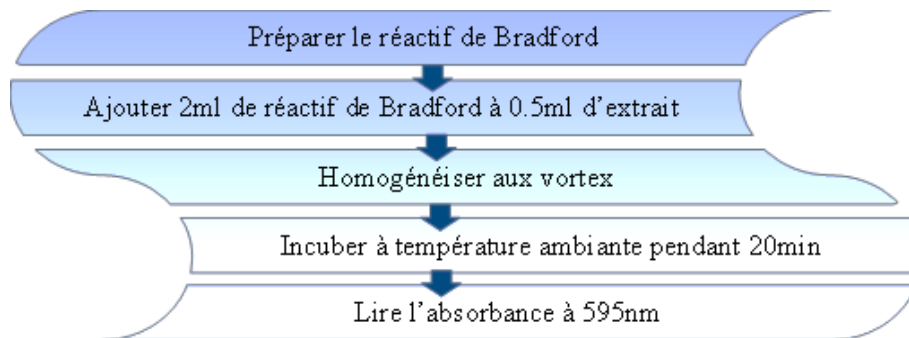 Préparer le réactif de Bradford
Ajouter 2ml de réactif de Bradford à 0.5ml d'extrait
Homogénéiser aux vortex
Incuber à température ambiante pendant 20min
Lire l'absorbance à 595nm